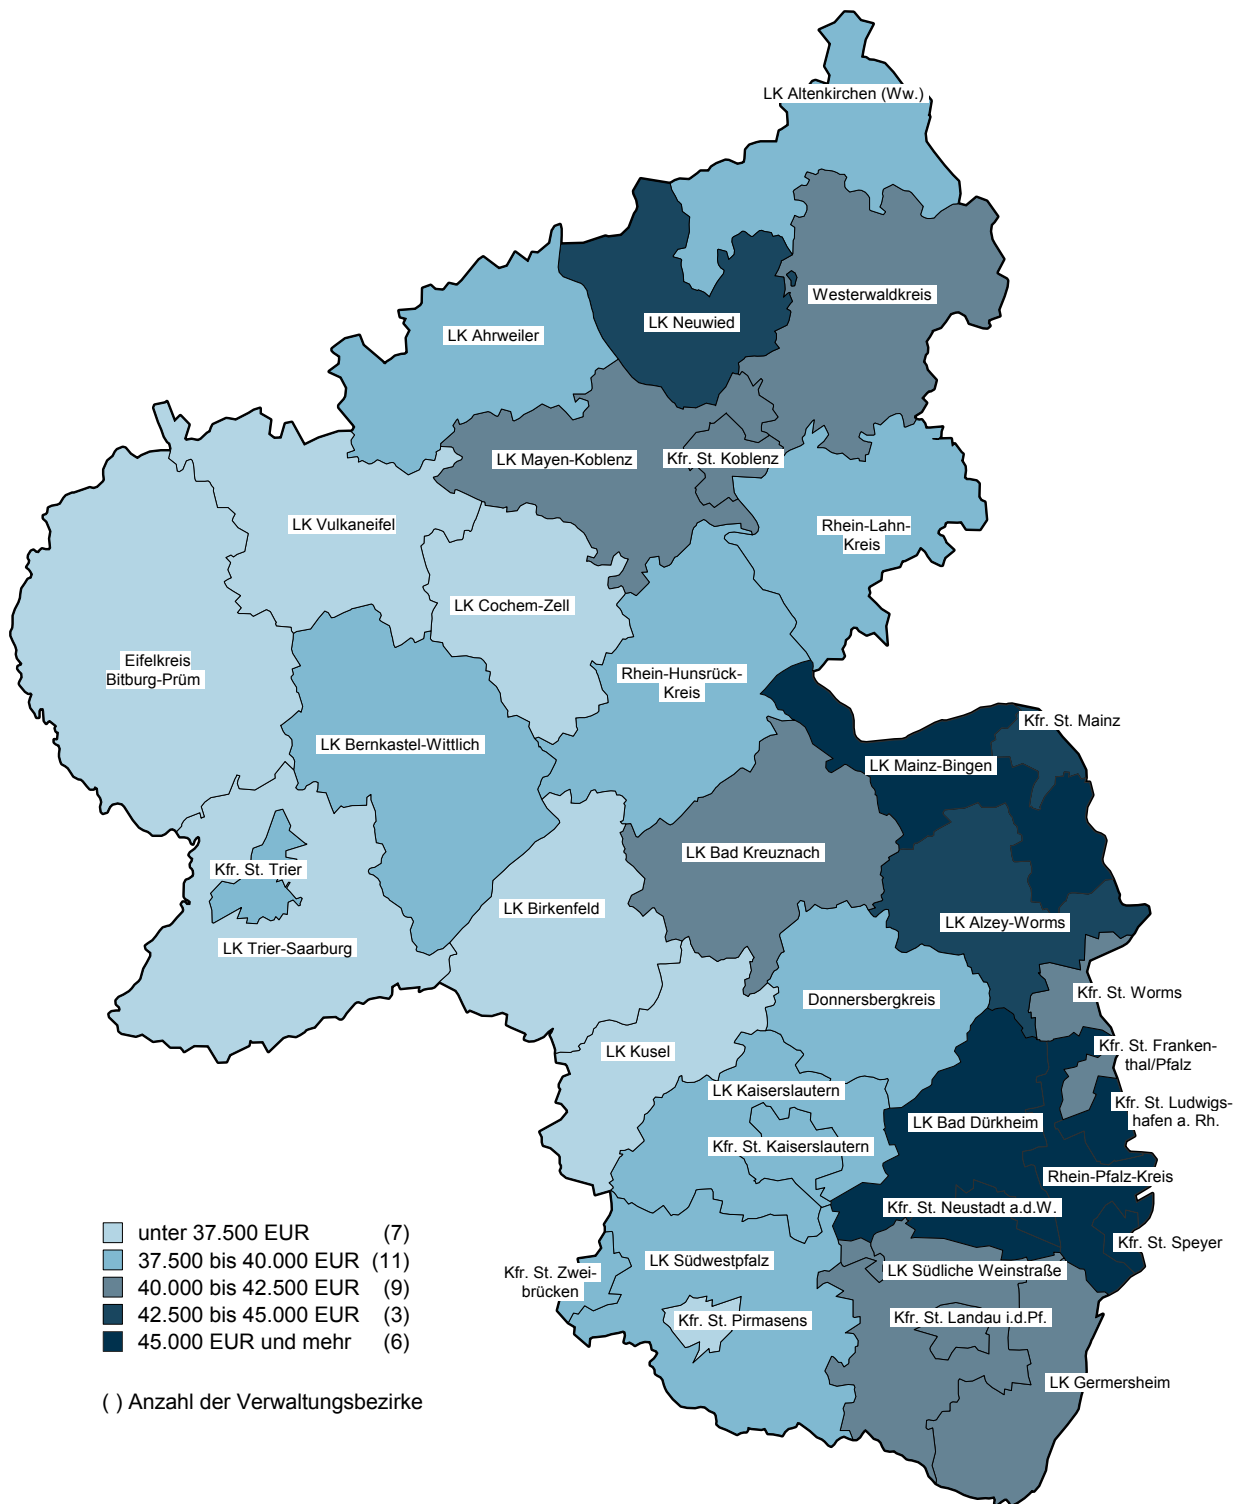 LK Altenkirchen (Ww.)
Westerwaldkreis
LK Neuwied
LK Ahrweiler
LK Mayen-Koblenz
Kfr. St. Koblenz
LK Vulkaneifel
Rhein-Lahn-
Kreis
LK Cochem-Zell
Eifelkreis
Bitburg-Prüm
Rhein-Hunsrück-
Kreis
Kfr. St. Mainz
LK Bernkastel-Wittlich
LK Mainz-Bingen
LK Bad Kreuznach
Kfr. St. Trier
LK Birkenfeld
LK Alzey-Worms
LK Trier-Saarburg
Kfr. St. Worms
Donnersbergkreis
Kfr. St. Franken-
thal/Pfalz
LK Kusel
LK Kaiserslautern
Kfr. St. Ludwigs-
hafen a. Rh.
LK Bad Dürkheim
Kfr. St. Kaiserslautern
Rhein-Pfalz-Kreis
Kfr. St. Neustadt a.d.W.
Kfr. St. Speyer
LK Südwestpfalz
Kfr. St. Zwei-
brücken
LK Südliche Weinstraße
Kfr. St. Pirmasens
Kfr. St. Landau i.d.Pf.
LK Germersheim
unter 37.500 EUR (7)
37.500 bis 40.000 EUR (11)
40.000 bis 42.500 EUR (9)
42.500 bis 45.000 EUR (3)
45.000 EUR und mehr (6)
( ) Anzahl der Verwaltungsbezirke